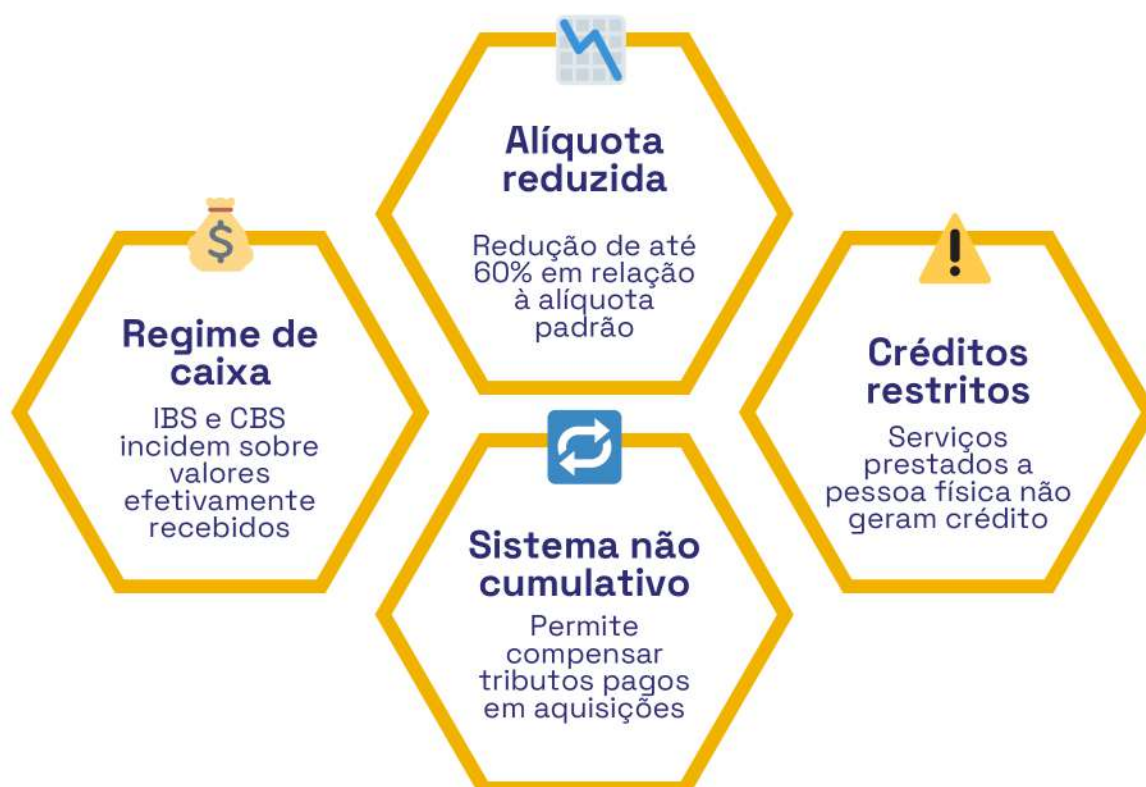 Alíquota
reduzida
Redução de até
60% em relação
à alíquota
padrão
Regime de
caixa
IBS e CBS
incidem sobre
valores
efetivamente
recebidos
Créditos
restritos
Serviços
prestados a
pessoa física não
geram crédito
Sistema não
cumulativo
Permite
compensar
tributos pagos
em aquisições